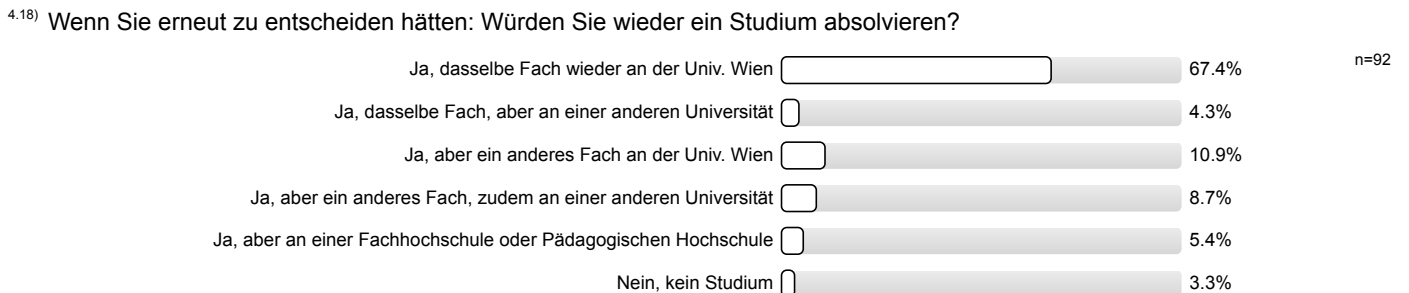 4.18) Wenn Sie erneut zu entscheiden hätten: Würden Sie wieder ein Studium absolvieren?
Ja, dasselbe Fach wieder an der Univ. Wien 67.4% n=92
Ja, dasselbe Fach, aber an einer anderen Universität 4.3%
Ja, aber ein anderes Fach an der Univ. Wien 10.9%
Ja, aber ein anderes Fach, zudem an einer anderen Universität 8.7%
Ja, aber an einer Fachhochschule oder Pädagogischen Hochschule 5.4%
Nein, kein Studium 3.3%